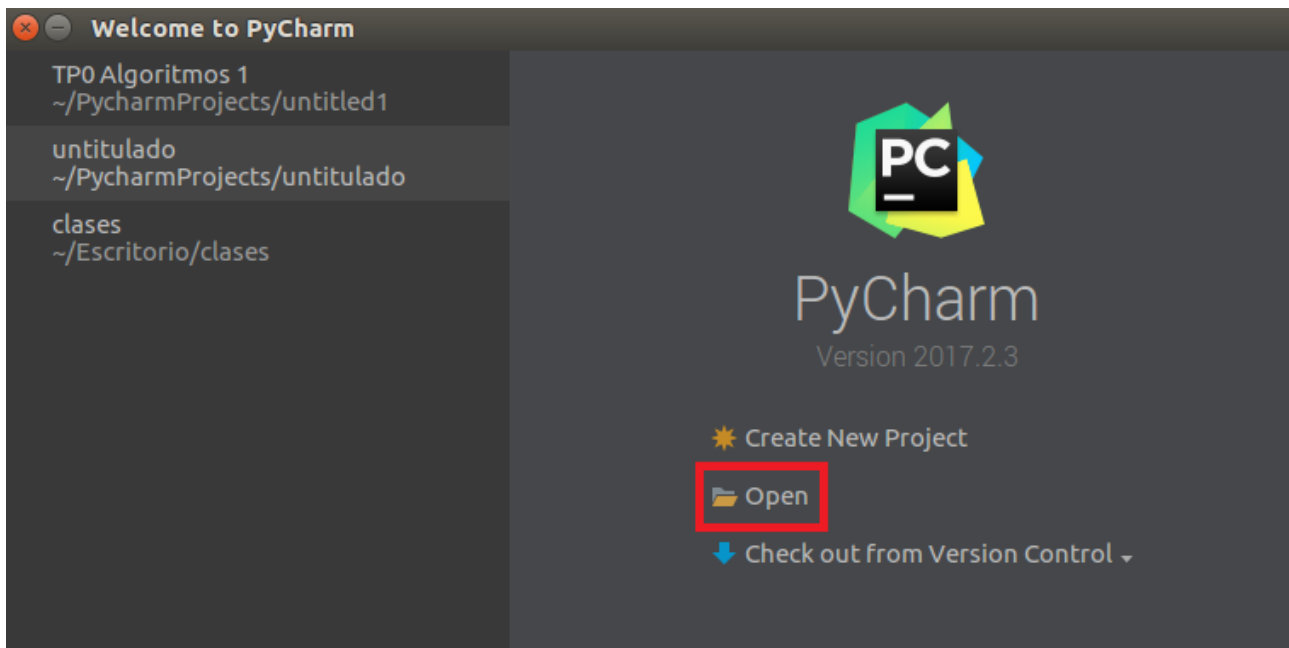 Welcome to PyCharm
TP0 Algoritmos 1
~/PycharmProjects/untitled1
untitulado
~/PycharmProjects/untitulado
clases
~/Escritorio/clases
PC
PyCharm
Version 2017.2.3
Create New Project
Open
Check out from Version Control